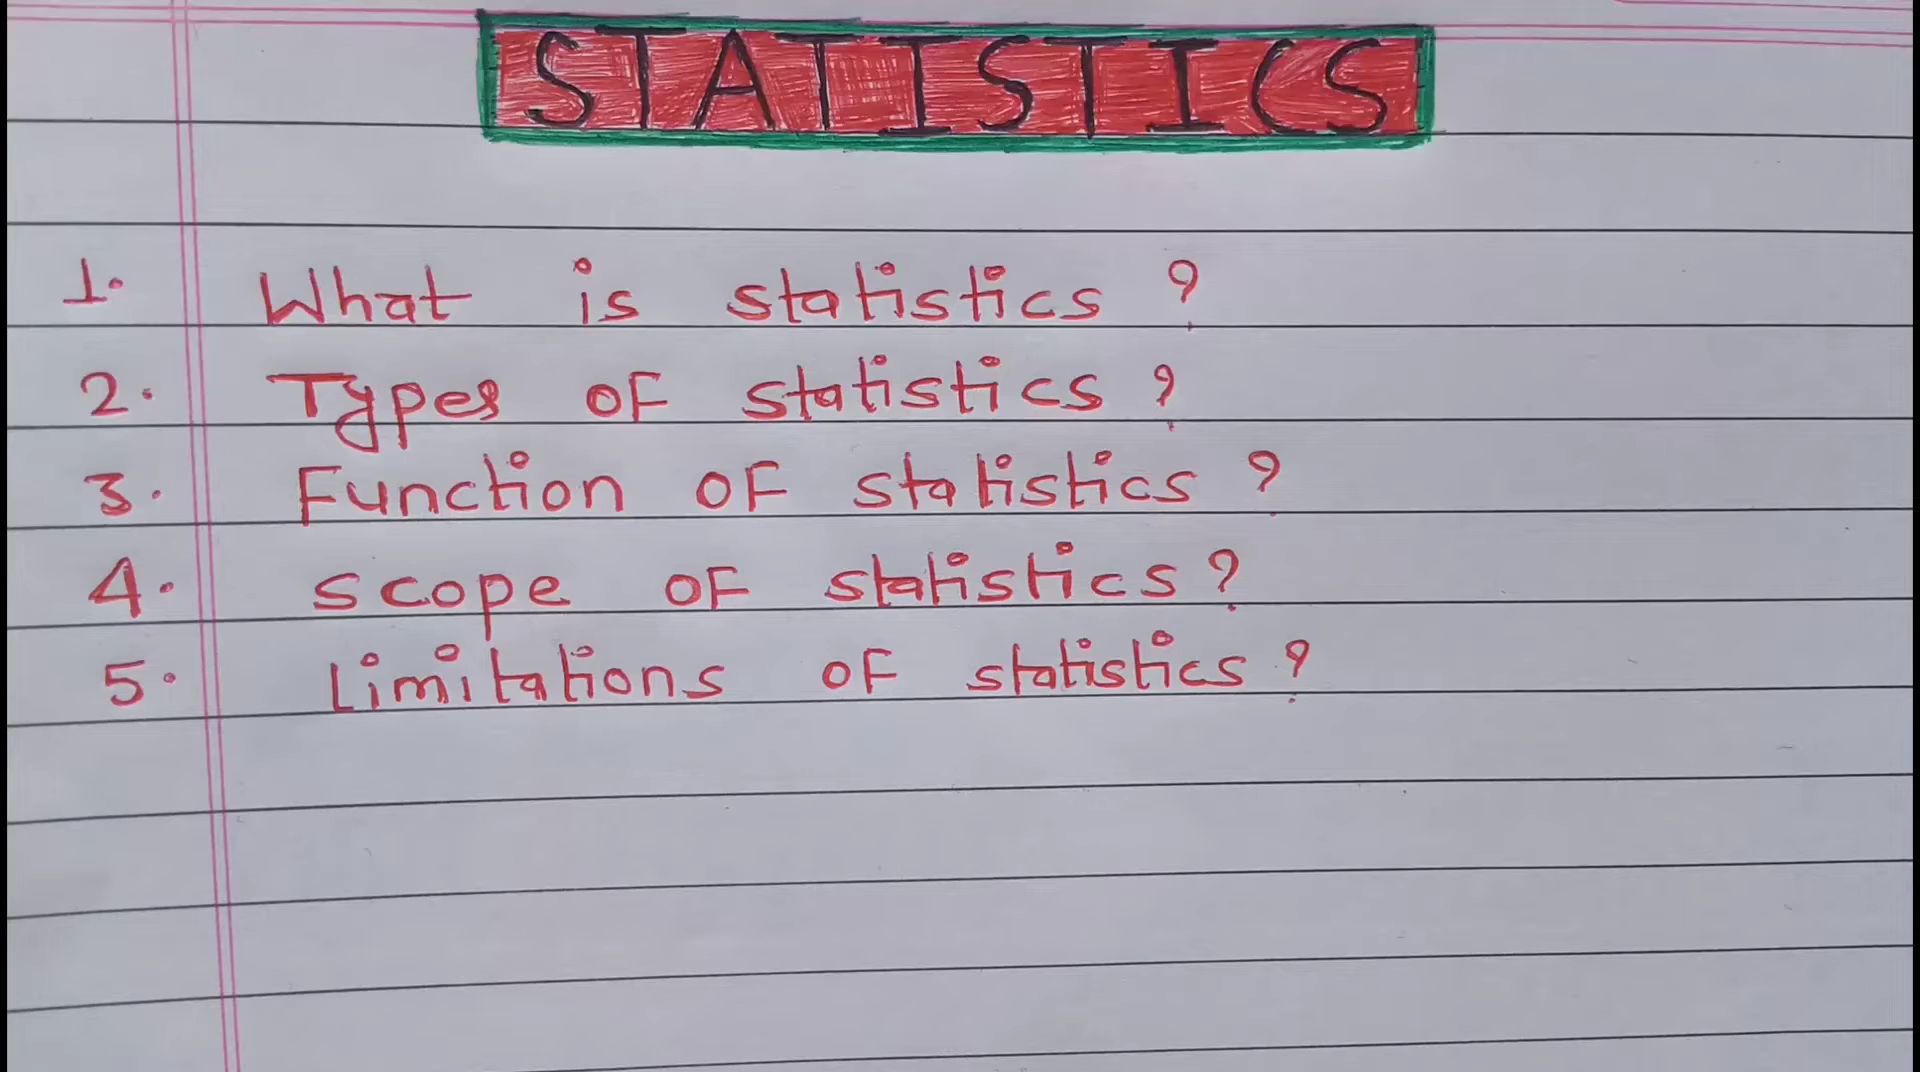 STATISTICS
1. What is statistics ?
2. Types of statistics ?
3. Function of statistics ?
4. scope of statistics ?
5. Limitations of statistics ?